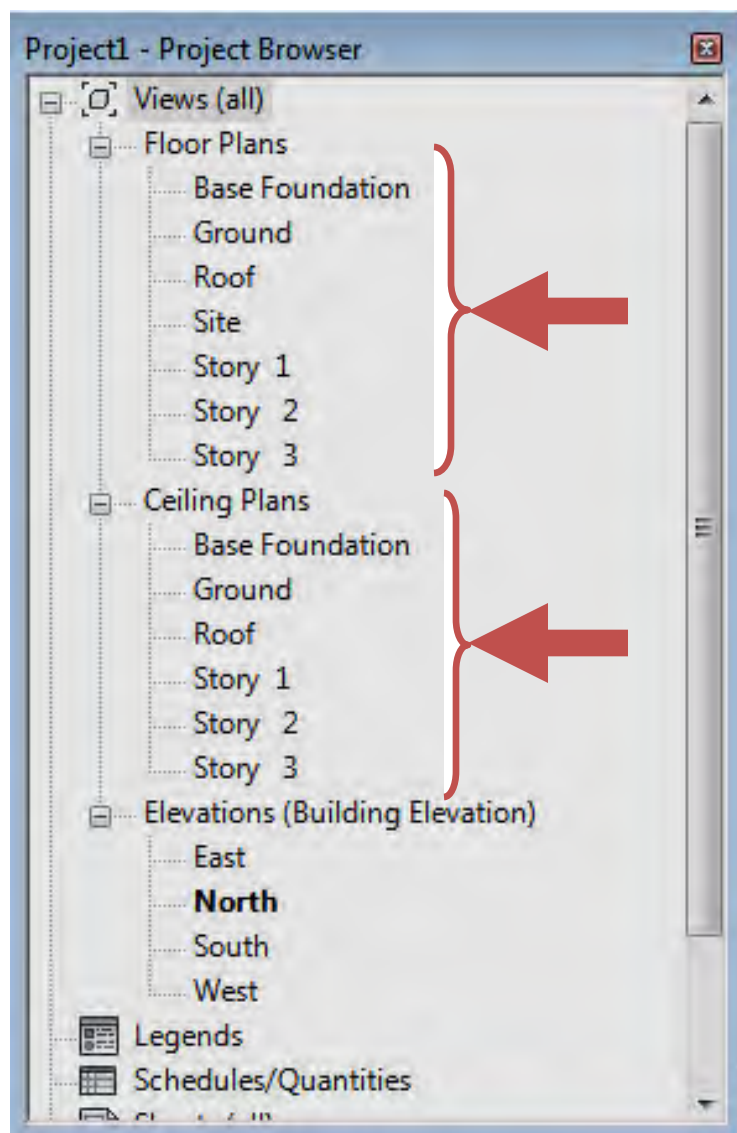 Project1 - Project Browser
Views (all)
Floor Plans
Base Foundation
Ground
Roof
Site
Story 1
Story 2
Story 3
Ceiling Plans
Base Foundation
Ground
Roof
Story 1
Story 2
Story 3
Elevations (Building Elevation)
East
North
South
West
Legends
Schedules/Quantities